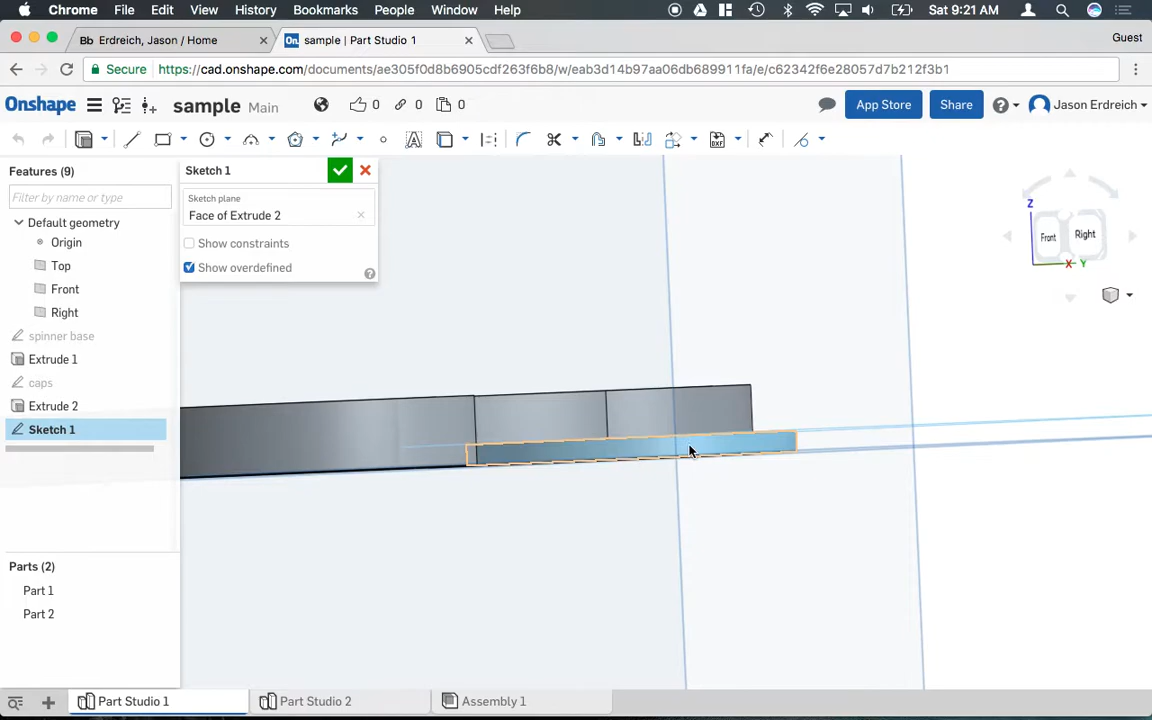 Chrome File Edit View History Bookmarks People Window Help Sat 9:21 AM
Bb Erdreich, Jason / Home × On. sample | Part Studio 1 × Guest
Secure https://cad.onshape.com/documents/ae305f0d8b6905cdf263f6b8/w/eab3d14b97aa06db689911fa/e/c62342f6e28057d7b212f3b1
Onshape sample Main 0 0 0 App Store Share Jason Erdreich
Features (9)
Filter by name or type
Default geometry
Origin
Top
Front
Right
spinner base
Extrude 1
caps
Extrude 2
Sketch 1
Sketch 1
Sketch plane
Face of Extrude 2
Show constraints
Show overdefined
Z
Front Right
X Y
Parts (2)
Part 1
Part 2
Part Studio 1 Part Studio 2 Assembly 1